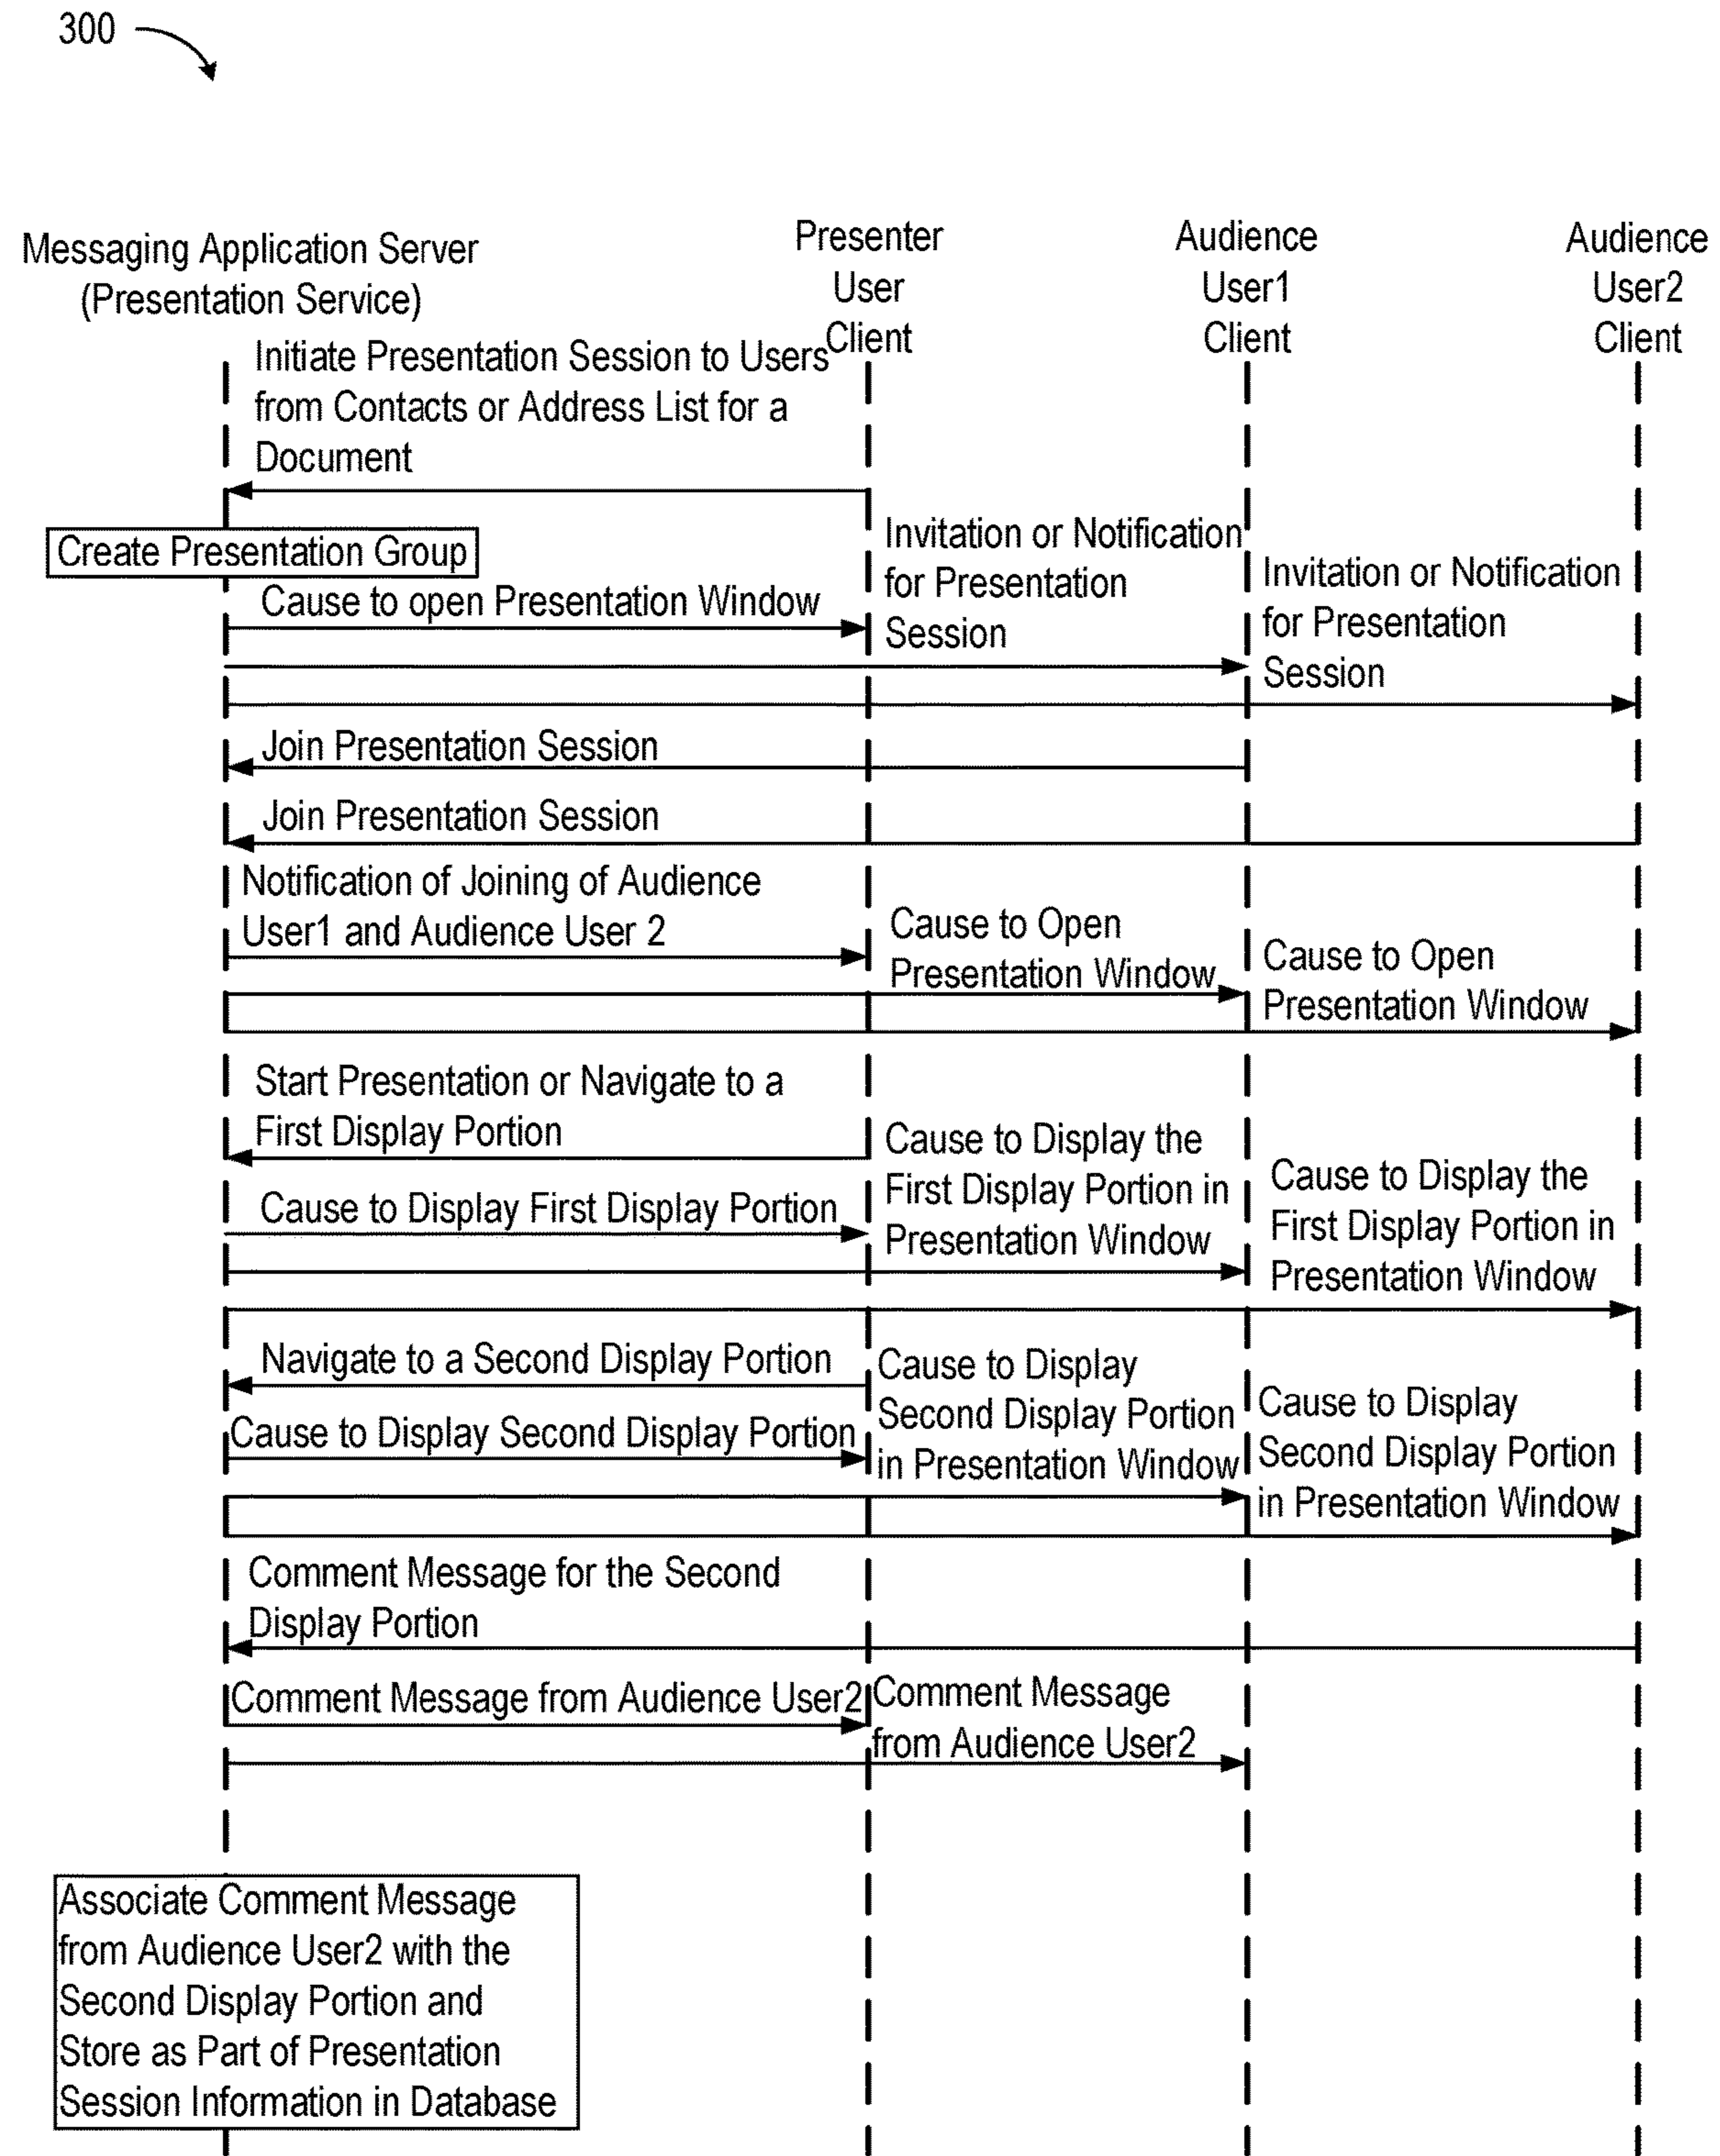 300
Messaging Application Server
(Presentation Service)
Presenter
User
Client
Audience
User1
Client
Audience
User2
Client
Initiate Presentation Session to Users
from Contacts or Address List for a
Document
Create Presentation Group
Cause to open Presentation Window
Invitation or Notification
for Presentation
Session
Invitation or Notification
for Presentation
Session
Join Presentation Session
Join Presentation Session
Notification of Joining of Audience
User1 and Audience User 2
Cause to Open
Presentation Window
Cause to Open
Presentation Window
Start Presentation or Navigate to a
First Display Portion
Cause to Display First Display Portion
Cause to Display the
First Display Portion in
Presentation Window
Cause to Display the
First Display Portion in
Presentation Window
Navigate to a Second Display Portion
Cause to Display Second Display Portion
Cause to Display
Second Display Portion
in Presentation Window
Cause to Display
Second Display Portion
in Presentation Window
Comment Message for the Second
Display Portion
Comment Message from Audience User2
Comment Message
from Audience User2
Associate Comment Message
from Audience User2 with the
Second Display Portion and
Store as Part of Presentation
Session Information in Database